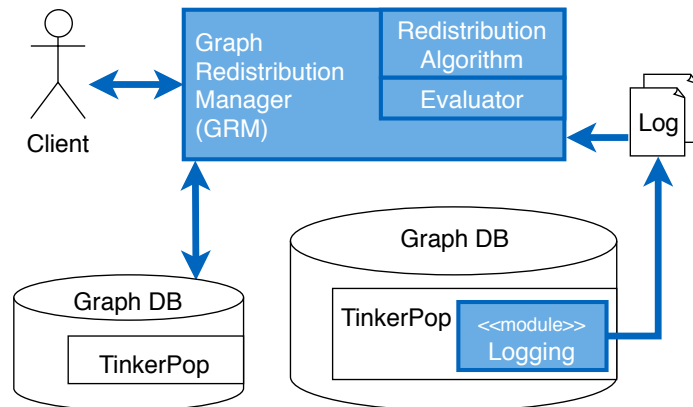 Graph
Redistribution
Manager
(GRM)
Redistribution
Algorithm
Evaluator
Client
Log
Graph DB
TinkerPop
Graph DB
TinkerPop
<<module>>
Logging